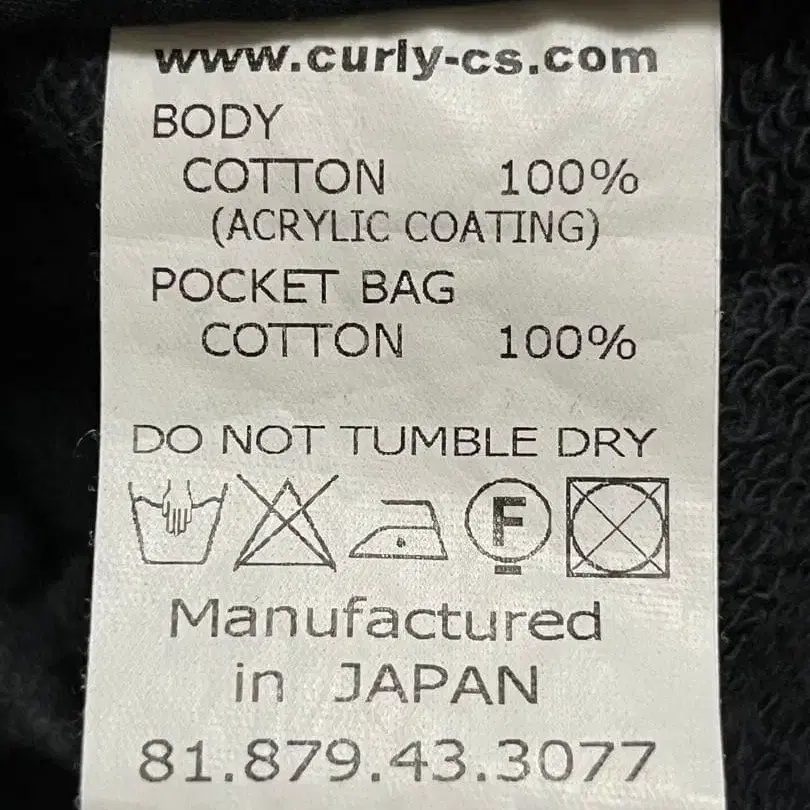 www.curly-cs.com
BODY
COTTON 100%
(ACRYLIC COATING)
POCKET BAG
COTTON 100%
DO NOT TUMBLE DRY
F
Manufactured
in JAPAN
81.879.43.3077